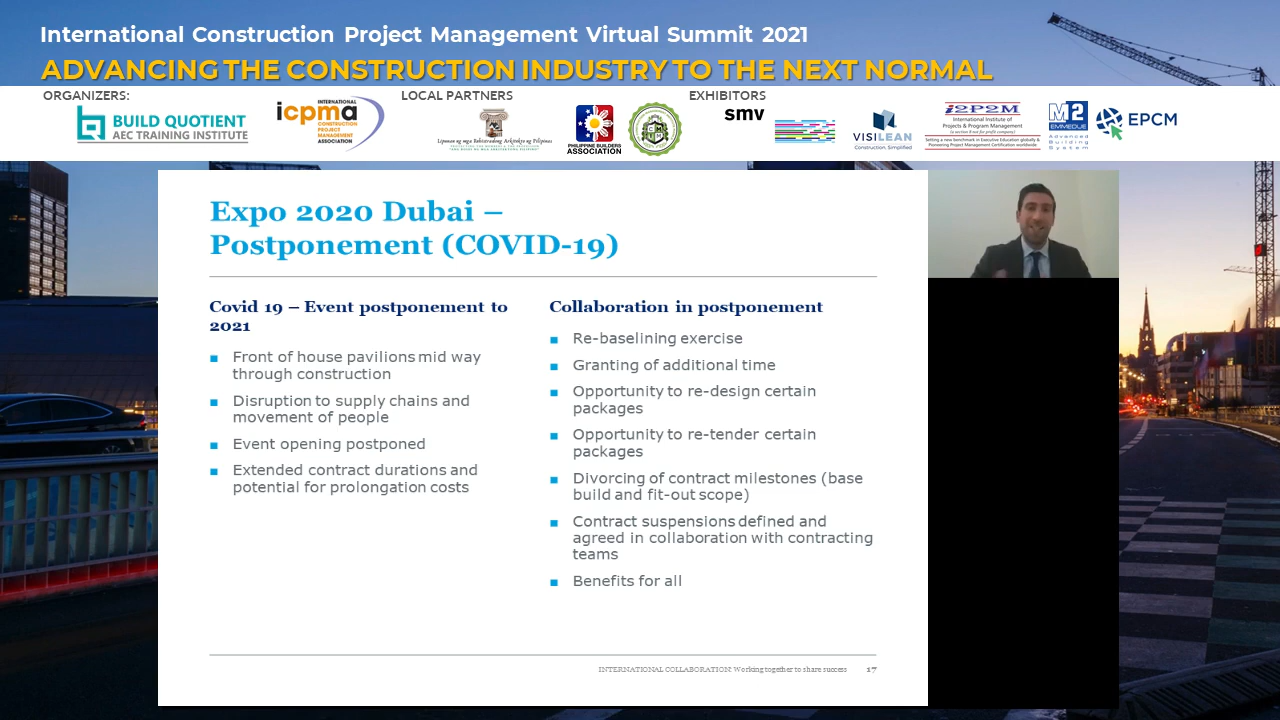 International Construction Project Management Virtual Summit 2021
ADVANCING THE CONSTRUCTION INDUSTRY TO THE NEXT NORMAL
ORGANIZERS:
LOCAL PARTNERS
EXHIBITORS
BUILD QUOTIENT
AEC TRAINING INSTITUTE
icpma
INTERNATIONAL
CONSTRUCTION
PROJECT
MANAGEMENT
ASSOCIATION
PHILIPPINE BUILDERS
ASSOCIATION
smv
VISILEAN
Construction. Simplified
I2P2M
International Institute of
Projects & Program Management
M2
EMMEDUE
Advanced
Building
System
EPCM
Expo 2020 Dubai –
Postponement (COVID-19)
Covid 19 – Event postponement to
2021
Front of house pavilions mid way
through construction
Disruption to supply chains and
movement of people
Event opening postponed
Extended contract durations and
potential for prolongation costs
Collaboration in postponement
Re-baselining exercise
Granting of additional time
Opportunity to re-design certain
packages
Opportunity to re-tender certain
packages
Divorcing of contract milestones (base
build and fit-out scope)
Contract suspensions defined and
agreed in collaboration with contracting
teams
Benefits for all
INTERNATIONAL COLLABORATION: Working together to share success 17